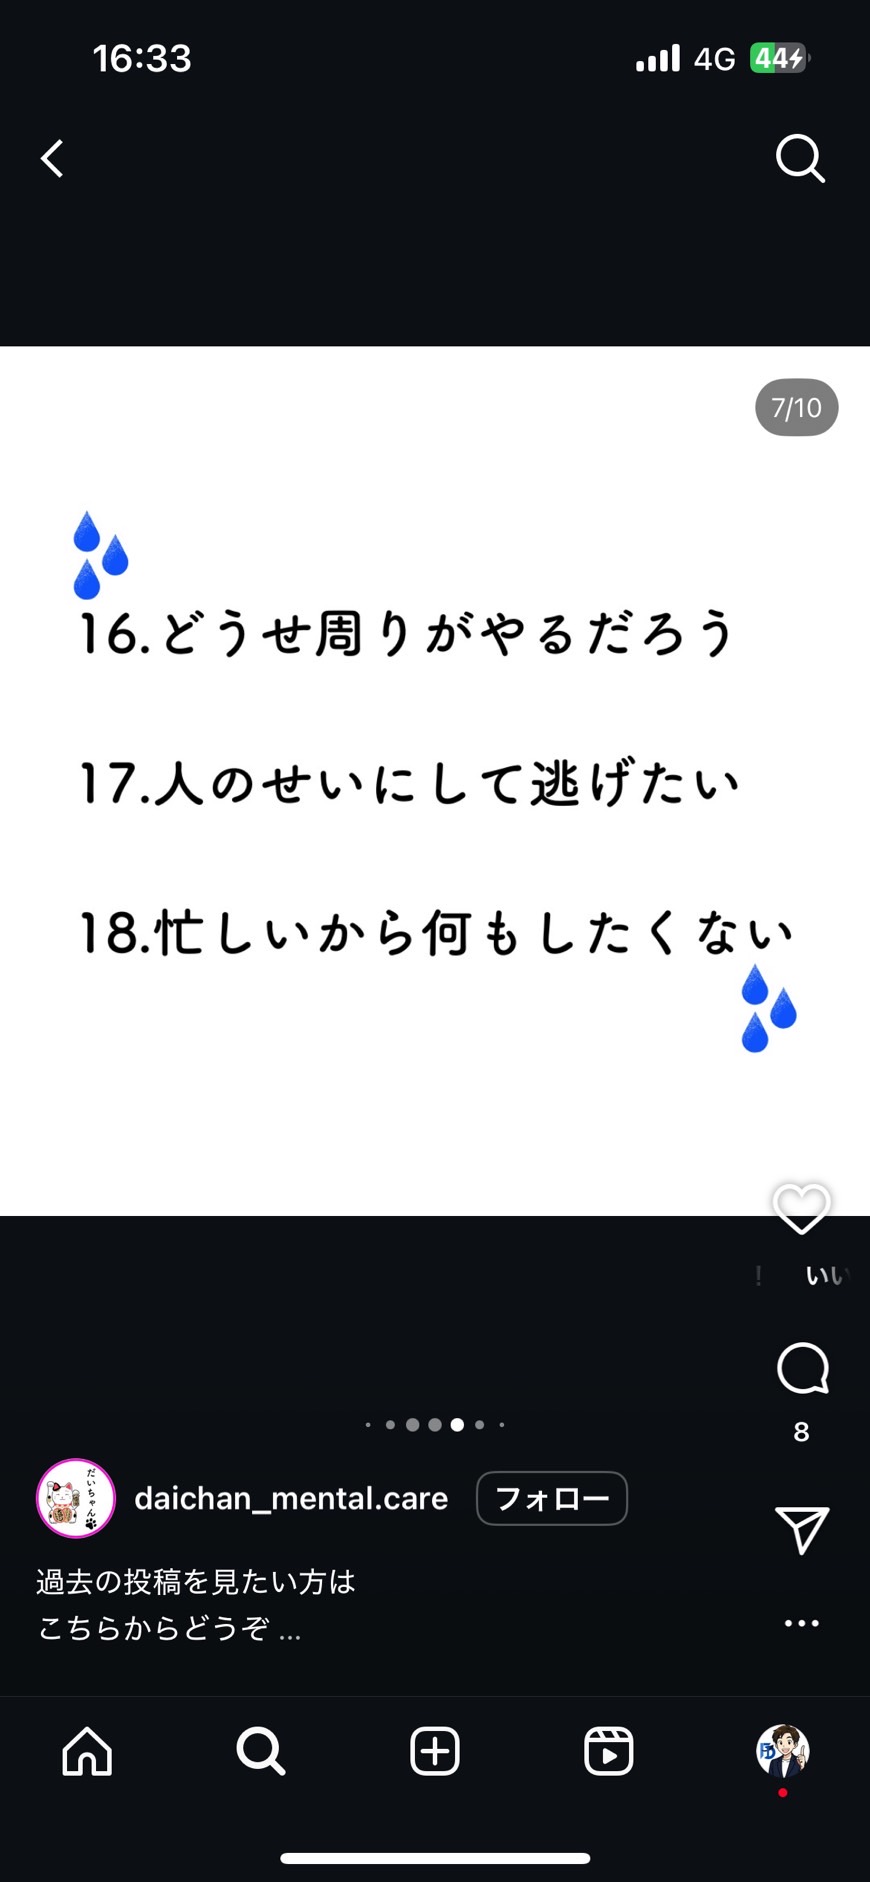 16:33
4G
44
7/10
16.どうせ周りがやるだろう
17.人のせいにして逃げたい
18.忙しいから何もしたくない
！ いい
8
だいちゃん
daichan_mental.care
フォロー
過去の投稿を見たい方は
こちらからどうぞ ...